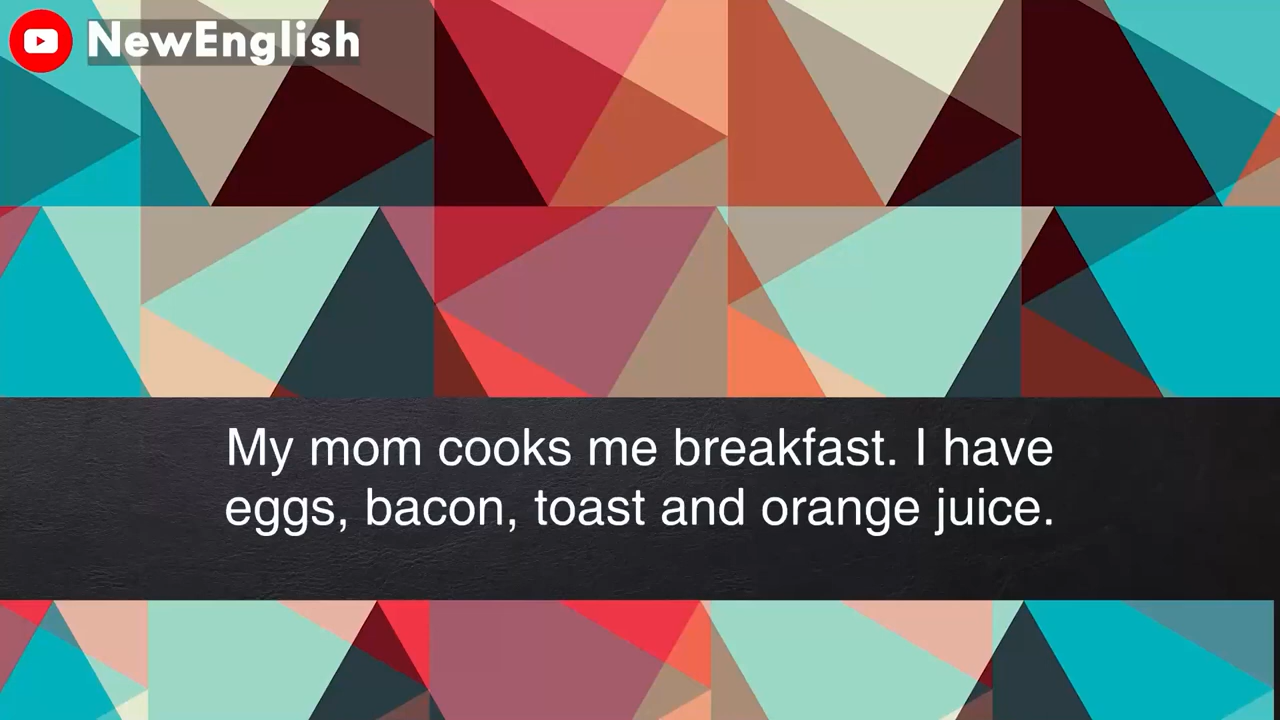 NewEnglish
My mom cooks me breakfast. I have
eggs, bacon, toast and orange juice.